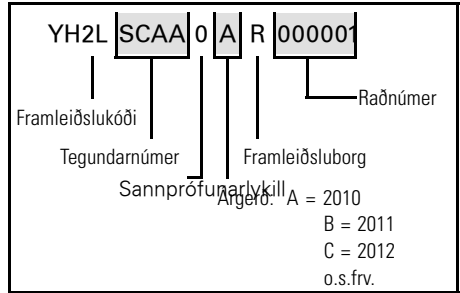 YH2L SCAA 0 A R 000001
Raðnúmer
Framleiðslukóði
Tegundarnúmer
Framleiðsluborg
Sannprófunarlykill
Árgerð: A = 2010
B = 2011
C = 2012
o.s.frv.